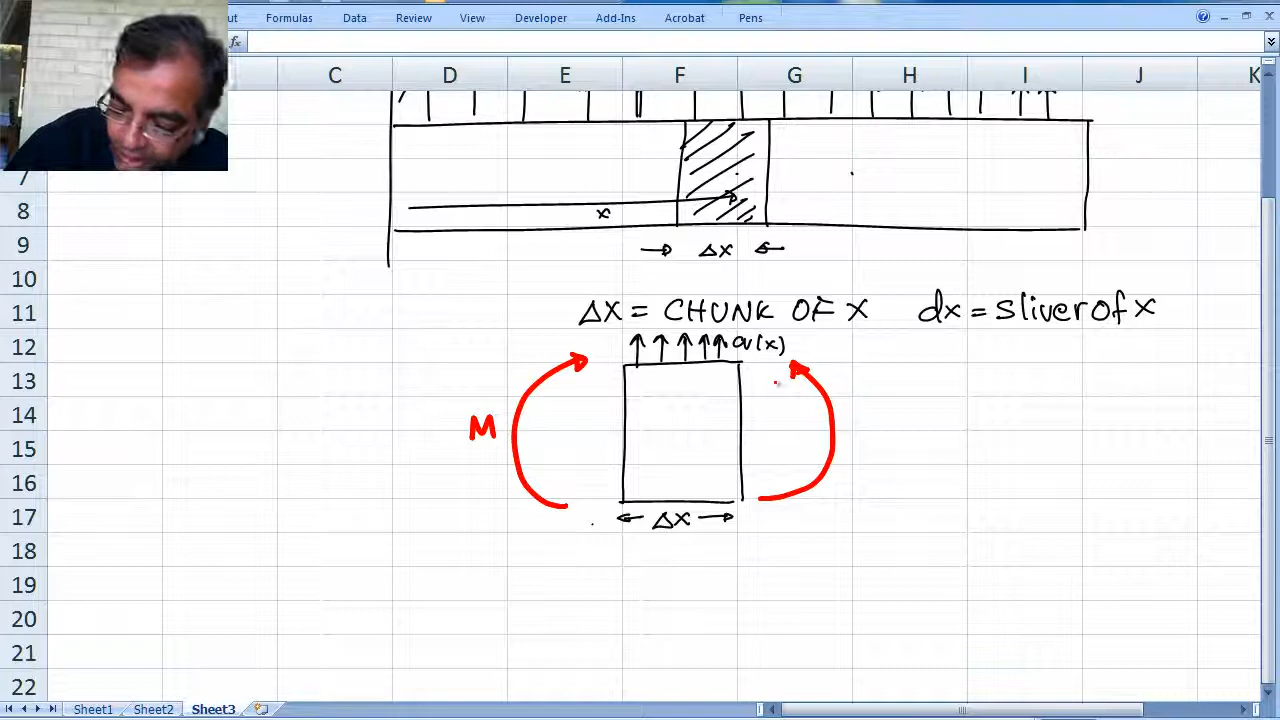 Formulas Data Review View Developer Add-Ins Acrobat Pens
fx
C D E F G H I J K
7
8
x
9
Δx
10
11
Δx = CHUNK OF X dx = sliver of X
12
13
14
M
15
16
17
Δx
18
19
20
21
22
Sheet1 Sheet2 Sheet3